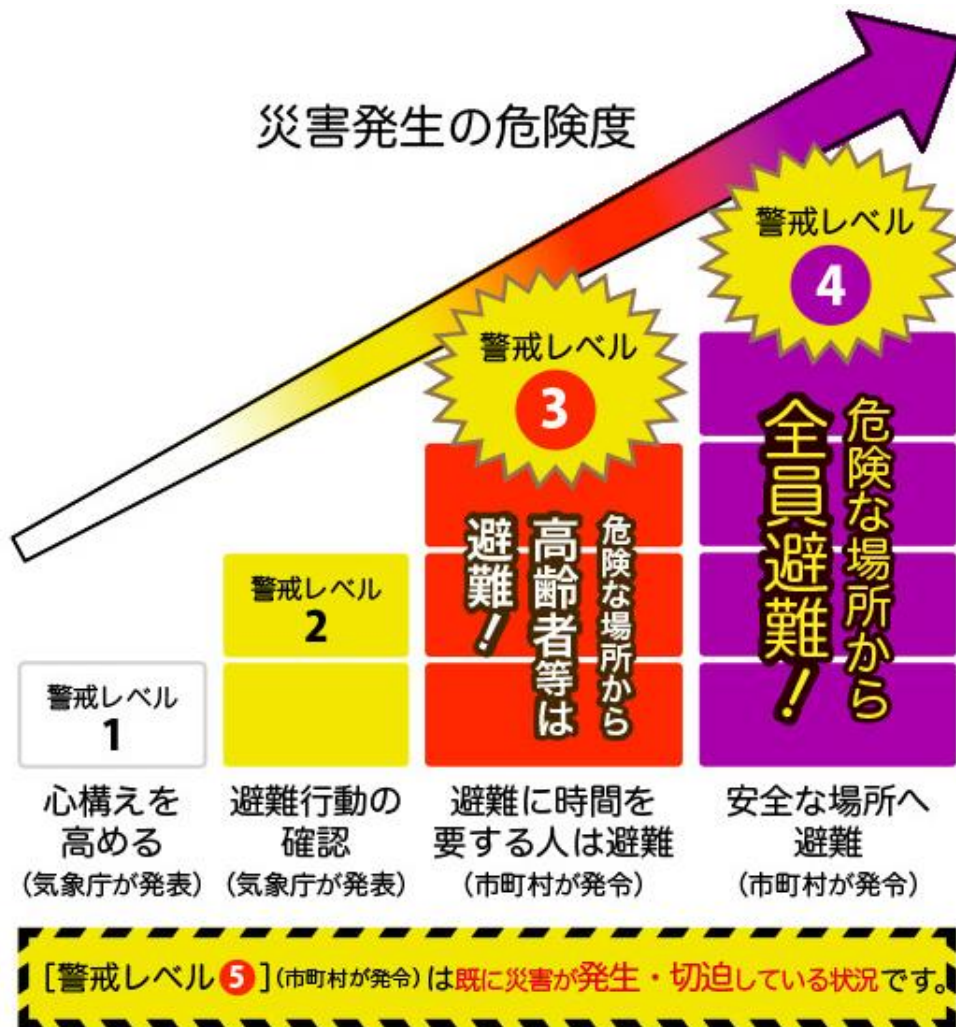 災害発生の危険度
警戒レベル
1
心構えを
高める
(気象庁が発表)
警戒レベル
2
避難行動の
確認
(気象庁が発表)
警戒レベル
3
危険な場所から
高齢者等は
避難!
避難に時間を
要する人は避難
(市町村が発令)
警戒レベル
4
危険な場所から
全員避難!
安全な場所へ
避難
(市町村が発令)
[警戒レベル5](市町村が発令)は既に災害が発生・切迫している状況です。